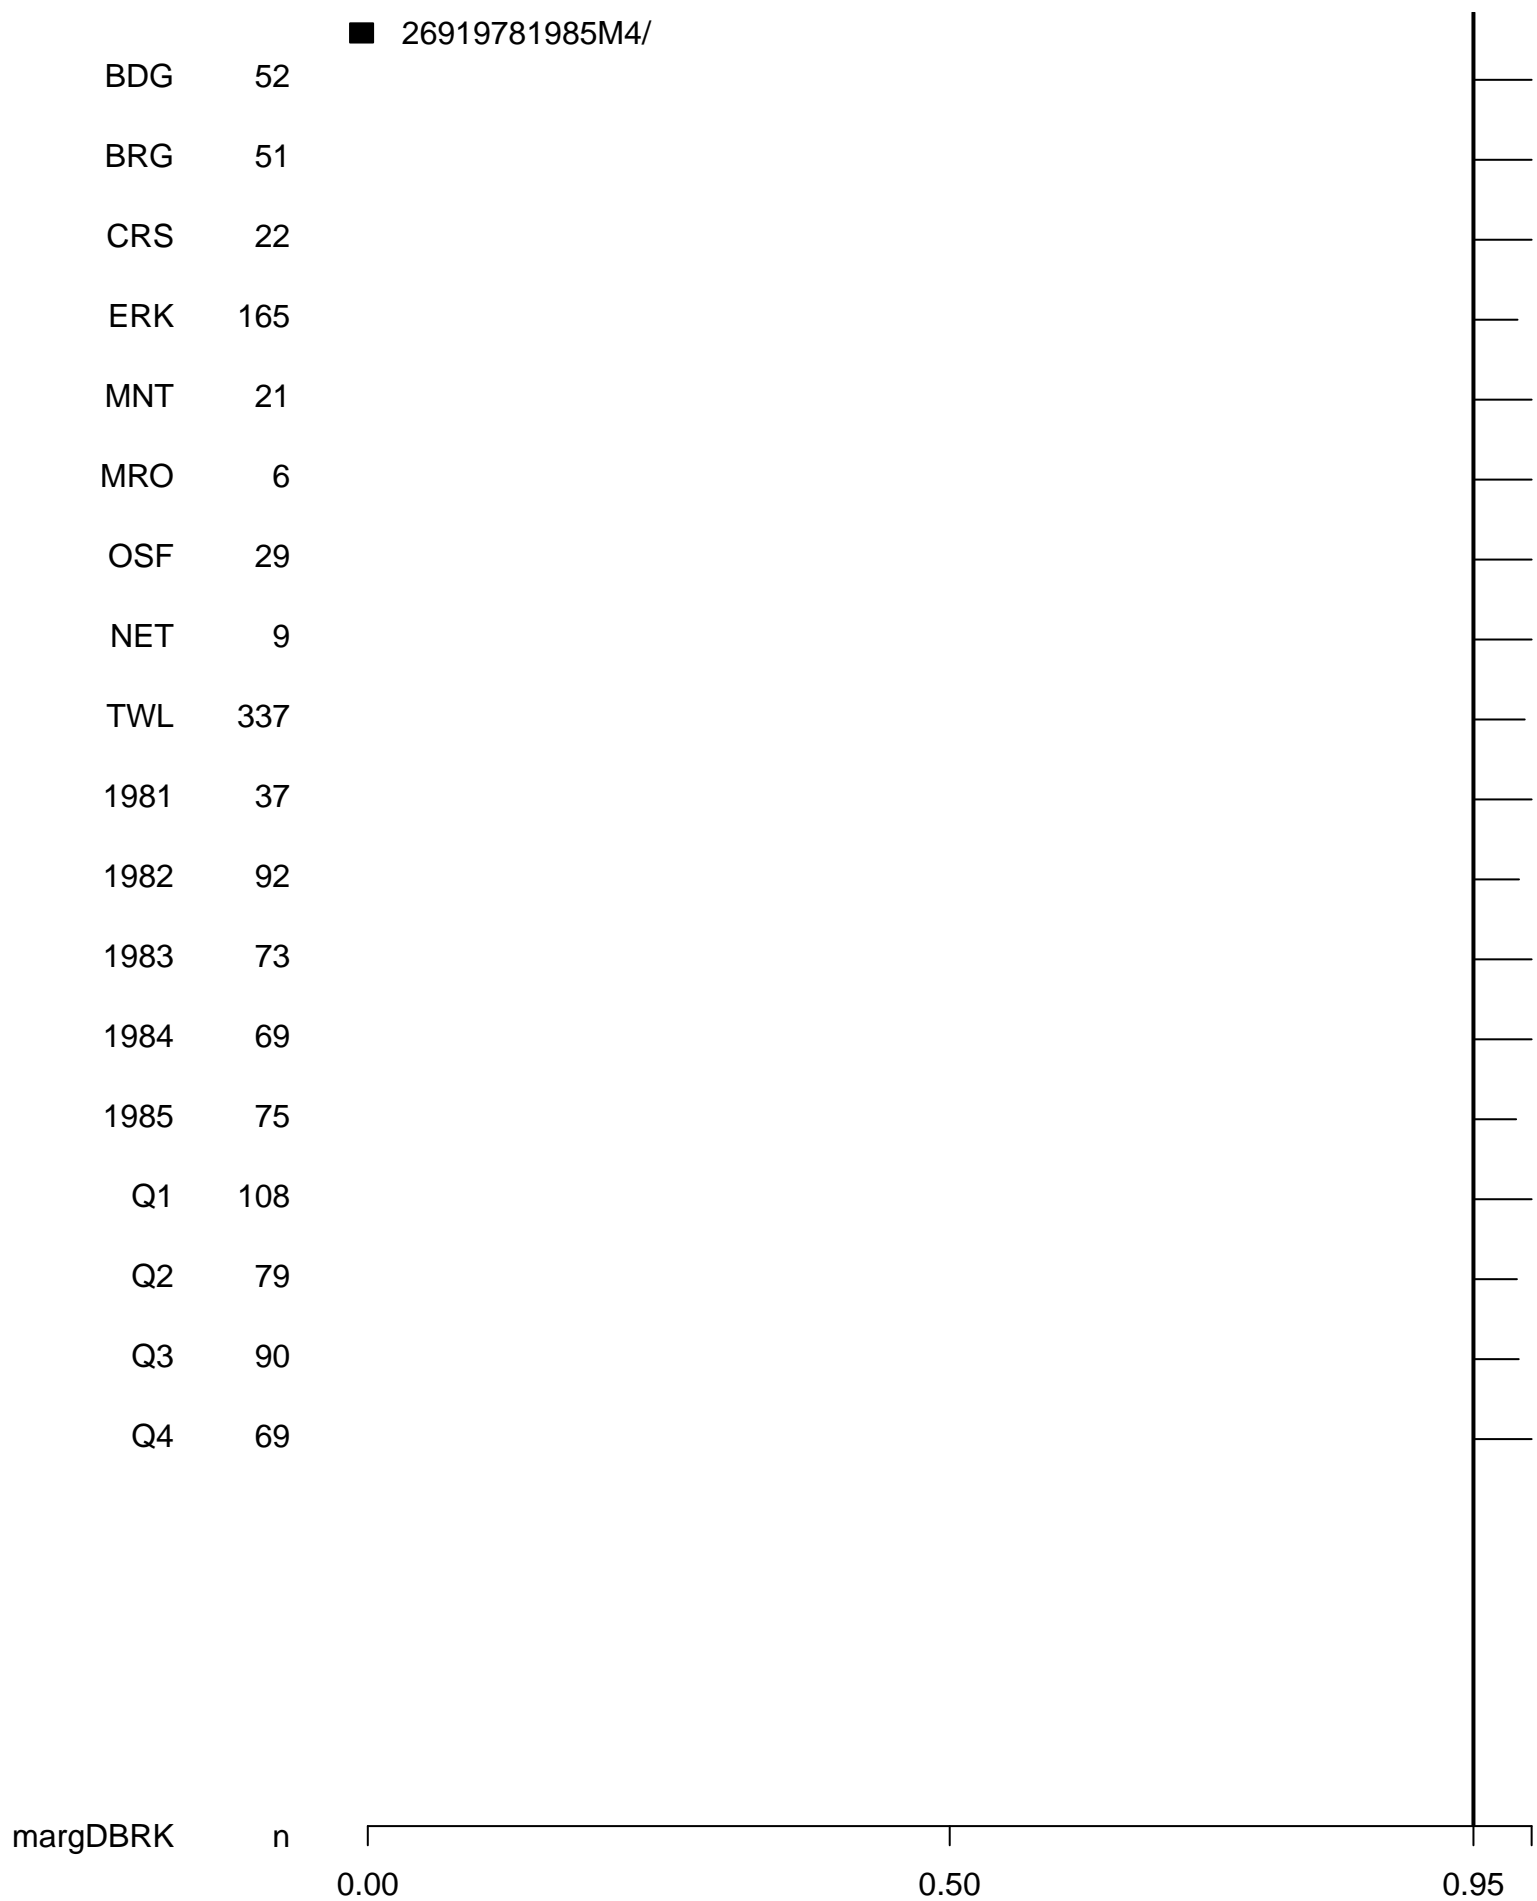 26919781985M4/
BDG 52
BRG 51
CRS 22
ERK 165
MNT 21
MRO 6
OSF 29
NET 9
TWL 337
1981 37
1982 92
1983 73
1984 69
1985 75
Q1 108
Q2 79
Q3 90
Q4 69
margDBRK n
0.00 0.50 0.95